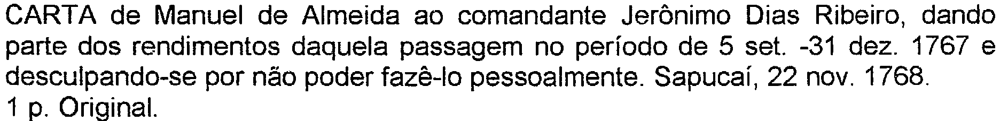 CARTA de Manuel de Almeida ao comandante Jerônimo Dias Ribeiro, dando
parte dos rendimentos daquela passagem no período de 5 set. -31 dez. 1767 e
desculpando-se por não poder fazê-lo pessoalmente. Sapucaí, 22 nov. 1768.
1 p. Original.